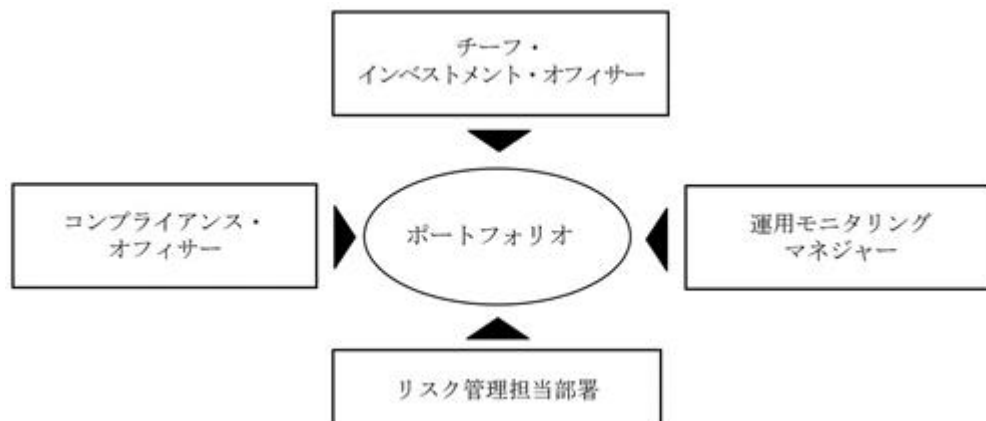 チーフ・
インベストメント・オフィサー
コンプライアンス・
オフィサー
ポートフォリオ
運用モニタリング
マネジャー
リスク管理担当部署